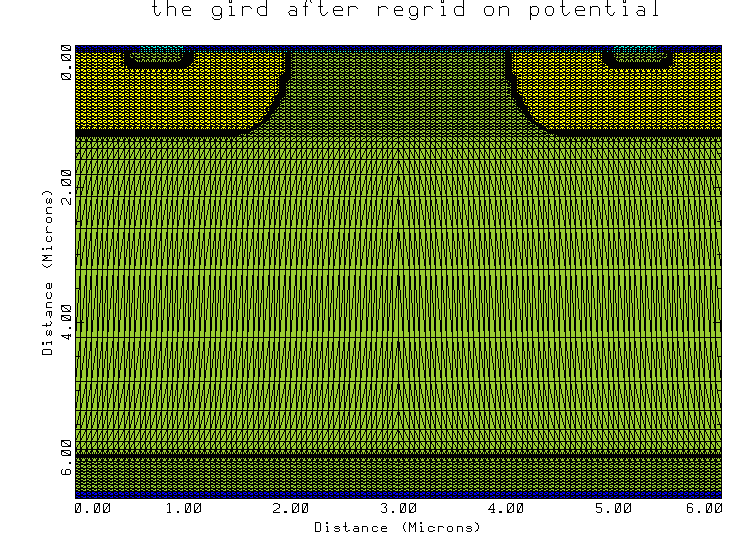 the gird after regrid on potential
0.00
2.00
4.00
6.00
Distance (Microns)
0.00 1.00 2.00 3.00 4.00 5.00 6.00
Distance (Microns)